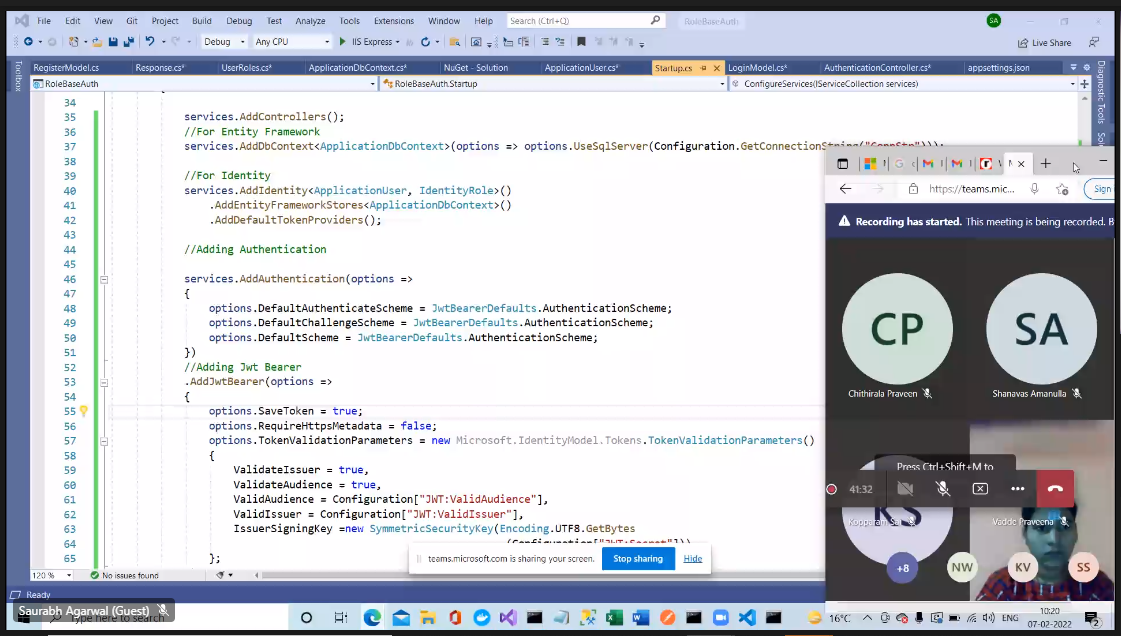 File Edit View Git Project Build Debug Test Analyze Tools Extensions Window Help Search (Ctrl+Q) RoleBaseAuth SA
Debug Any CPU IIS Express Live Share
RegisterModel.cs Response.cs* UserRoles.cs* ApplicationDbContext.cs* NuGet - Solution ApplicationUser.cs* Startup.cs LoginModel.cs* AuthenticationController.cs* appsettings.json
Toolbox
RoleBaseAuth RoleBaseAuth.Startup ConfigureServices(IServiceCollection services)
Diagnostic Tools
34
35 services.AddControllers();
36 //For Entity Framework
37 services.AddDbContext<ApplicationDbContext>(options => options.UseSqlServer(Configuration.GetConnectionString("ConnStr")));
38
39 //For Identity
40 services.AddIdentity<ApplicationUser, IdentityRole>()
41 .AddEntityFrameworkStores<ApplicationDbContext>()
42 .AddDefaultTokenProviders();
43
44 //Adding Authentication
45
46 services.AddAuthentication(options =>
47 {
48 options.DefaultAuthenticateScheme = JwtBearerDefaults.AuthenticationScheme;
49 options.DefaultChallengeScheme = JwtBearerDefaults.AuthenticationScheme;
50 options.DefaultScheme = JwtBearerDefaults.AuthenticationScheme;
51 })
52 //Adding Jwt Bearer
53 .AddJwtBearer(options =>
54 {
55 options.SaveToken = true;
56 options.RequireHttpsMetadata = false;
57 options.TokenValidationParameters = new Microsoft.IdentityModel.Tokens.TokenValidationParameters()
58 {
59 ValidateIssuer = true,
60 ValidateAudience = true,
61 ValidAudience = Configuration["JWT:ValidAudience"],
62 ValidIssuer = Configuration["JWT:ValidIssuer"],
63 IssuerSigningKey =new SymmetricSecurityKey(Encoding.UTF8.GetBytes
64 (Configuration["JWT:Secret"]))
65 };
120 % No issues found
Ready
https://teams.mic... Sign
Recording has started. This meeting is being recorded. B
CP
Chithirala Praveen
SA
Shanavas Amanulla
Press Ctrl+Shift+M to
41:32
KS
Kopparam Sai
Vadde Praveena
+8 NW KV SS
teams.microsoft.com is sharing your screen. Stop sharing Hide
Saurabh Agarwal (Guest)
Type here to search
16°C ENG 10:20
07-02-2022
2